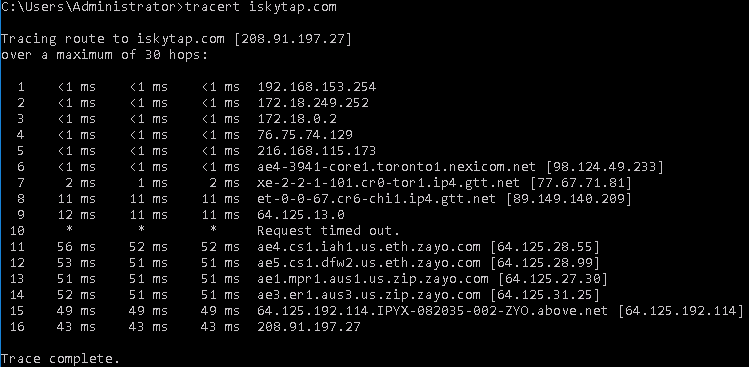 C:\Users\Administrator>tracert iskytap.com
Tracing route to iskytap.com [208.91.197.27]
over a maximum of 30 hops:
1 <1 ms <1 ms <1 ms 192.168.153.254
2 <1 ms <1 ms <1 ms 172.18.249.252
3 <1 ms <1 ms <1 ms 172.18.0.2
4 <1 ms <1 ms <1 ms 76.75.74.129
5 <1 ms <1 ms <1 ms 216.168.115.173
6 <1 ms <1 ms <1 ms ae4-3941-core1.toronto1.nexicom.net [98.124.49.233]
7 2 ms 1 ms 2 ms xe-2-2-1-101.cr0-tor1.ip4.gtt.net [77.67.71.81]
8 11 ms 11 ms 11 ms et-0-0-67.cr6-chi1.ip4.gtt.net [89.149.140.209]
9 12 ms 11 ms 11 ms 64.125.13.0
10 * * * Request timed out.
11 56 ms 52 ms 52 ms ae4.cs1.iah1.us.eth.zayo.com [64.125.28.55]
12 53 ms 51 ms 51 ms ae5.cs1.dfw2.us.eth.zayo.com [64.125.28.99]
13 51 ms 51 ms 51 ms ae1.mpr1.aus1.us.zip.zayo.com [64.125.27.30]
14 52 ms 51 ms 51 ms ae3.er1.aus3.us.zip.zayo.com [64.125.31.25]
15 49 ms 49 ms 49 ms 64.125.192.114.IPYX-082035-002-ZYO.above.net [64.125.192.114]
16 43 ms 43 ms 43 ms 208.91.197.27
Trace complete.